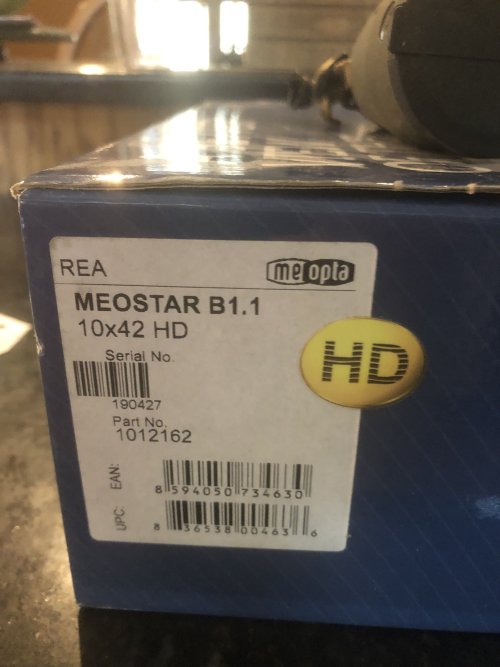 REA
meopta
MEOSTAR B1.1
10x42 HD
HD
Serial No.
190427
Part No.
1012162
EAN:
8 594050 734630
UPC:
8 36538 00463 6